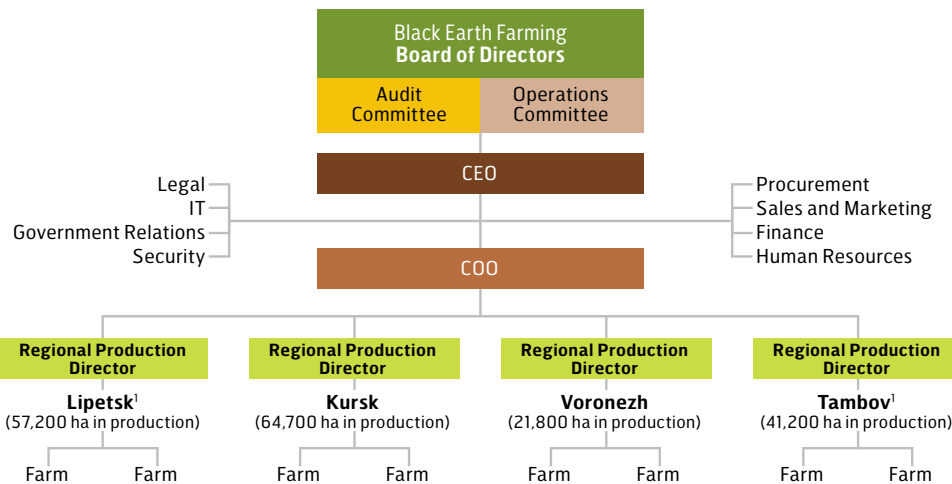 Black Earth Farming
Board of Directors
Audit
Committee
Operations
Committee
CEO
Legal
IT
Government Relations
Security
Procurement
Sales and Marketing
Finance
Human Resources
COO
Regional Production
Director
Lipetsk¹
(57,200 ha in production)
Farm
Farm
Regional Production
Director
Kursk
(64,700 ha in production)
Farm
Farm
Regional Production
Director
Voronezh
(21,800 ha in production)
Farm
Farm
Regional Production
Director
Tambov¹
(41,200 ha in production)
Farm
Farm